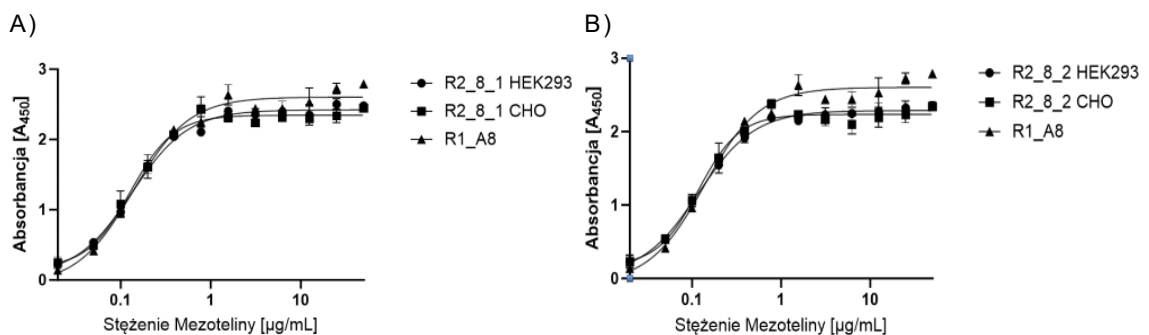 A)
3
2
1
0
Absorbancja [A450]
0.1 1 10
Stężenie Mezoteliny [µg/mL]
R2_8_1 HEK293
R2_8_1 CHO
R1_A8
B)
3
2
1
0
Absorbancja [A450]
0.1 1 10
Stężenie Mezoteliny [µg/mL]
R2_8_2 HEK293
R2_8_2 CHO
R1_A8